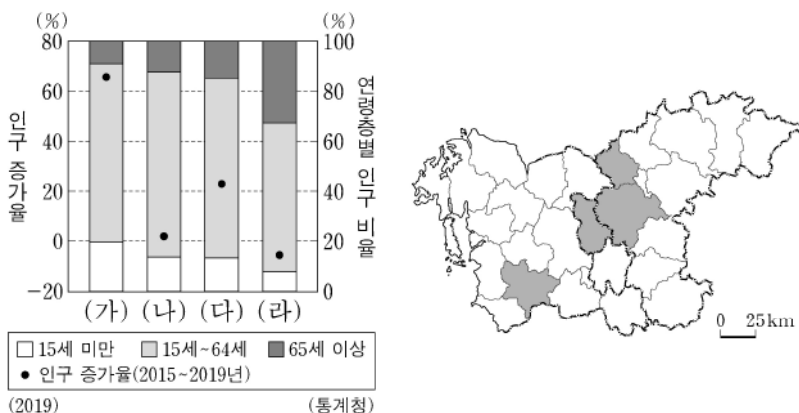 (%) (%)
80 100
60 80
40 60
20 40
0 20
-20 0
인구 증가율
연령층별 인구 비율
(가) (나) (다) (라)
15세 미만 15세~64세 65세 이상
인구 증가율(2015~2019년)
(2019) (통계청)
0 25km